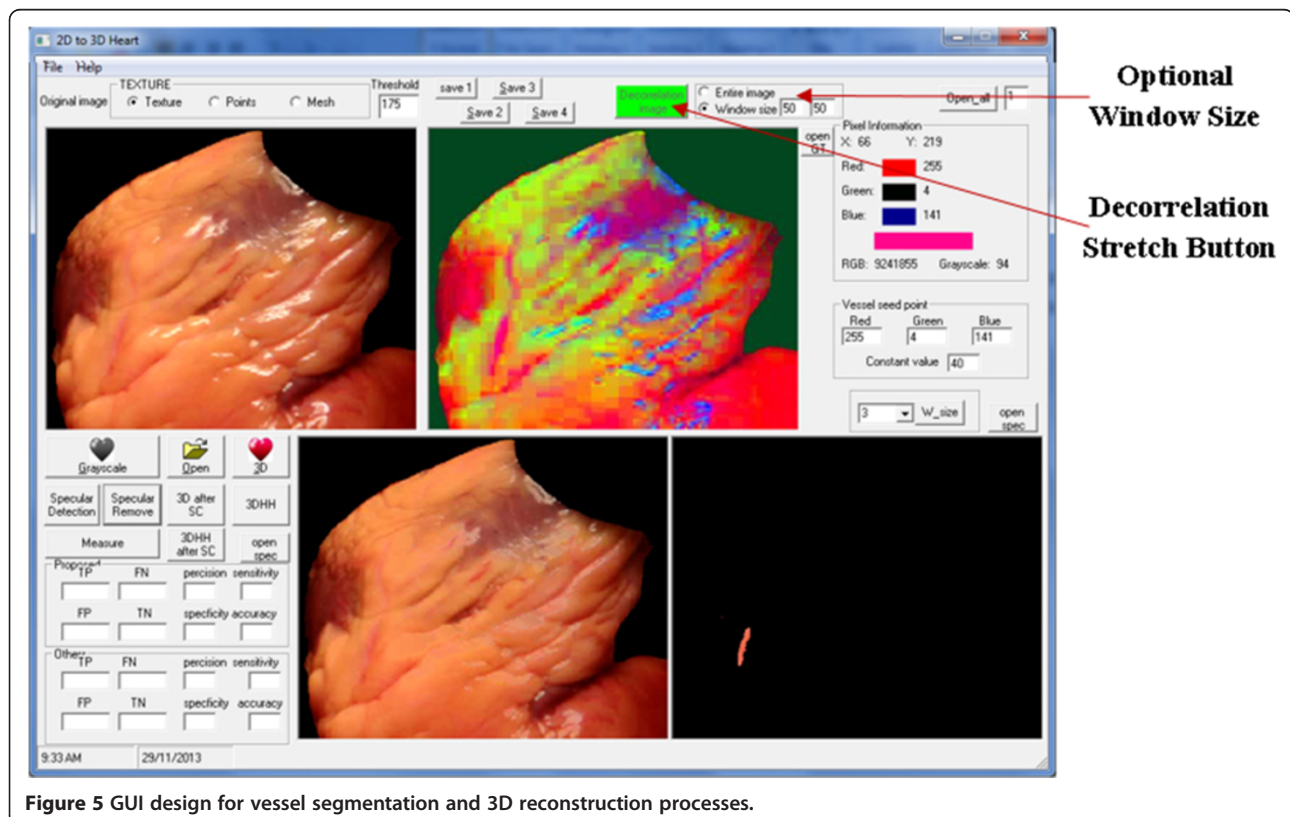 2D to 3D Heart
File Help
Original image
TEXTURE
Texture Points Mesh
Threshold
175
save 1 Save 3
Save 2 Save 4
Decorrelation
image
Entire image
Window size 50 50
Open_all 1
Optional
Window Size
Decorrelation
Stretch Button
open
GT
Pixel Information
X: 66 Y: 219
Red: 255
Green: 4
Blue: 141
RGB: 9241855 Grayscale: 94
Vessel seed point
Red Green Blue
255 4 141
Constant value 40
3 W_size
open
spec
Grayscale Open 3D
Specular
Detection
Specular
Remove
3D after
SC
3DHH
Measure
3DHH
after SC
open
spec
Proposed
TP FN percision sensitivity
FP TN specficity accuracy
Others
TP FN percision sensitivity
FP TN specficity accuracy
9:33 AM 29/11/2013
Figure 5 GUI design for vessel segmentation and 3D reconstruction processes.